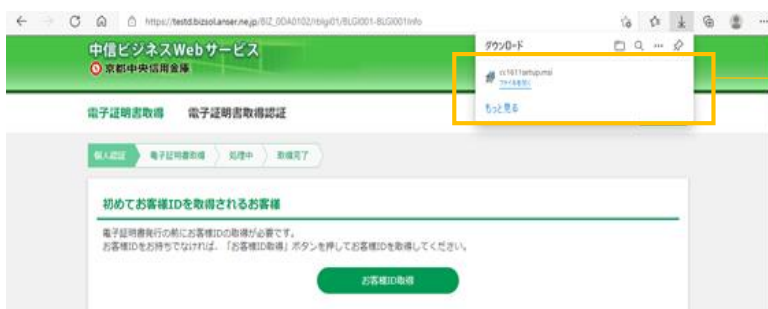 https://testd.bizsol.anser.ne.jp/BIZ_0DA0102/rblgi01/BLGI001-BLGI001Info
中信ビジネスWebサービス
京都中央信用金庫
ダウンロード
cc1611setup.msi
ファイルを開く
もっと見る
電子証明書取得 電子証明書取得認証
個人認証 電子証明書取得 処理中 取得完了
初めてお客様IDを取得されるお客様
電子証明書発行の前にお客様IDの取得が必要です。
お客様IDをお持ちでなければ、「お客様ID取得」ボタンを押してお客様IDを取得してください。
お客様ID取得